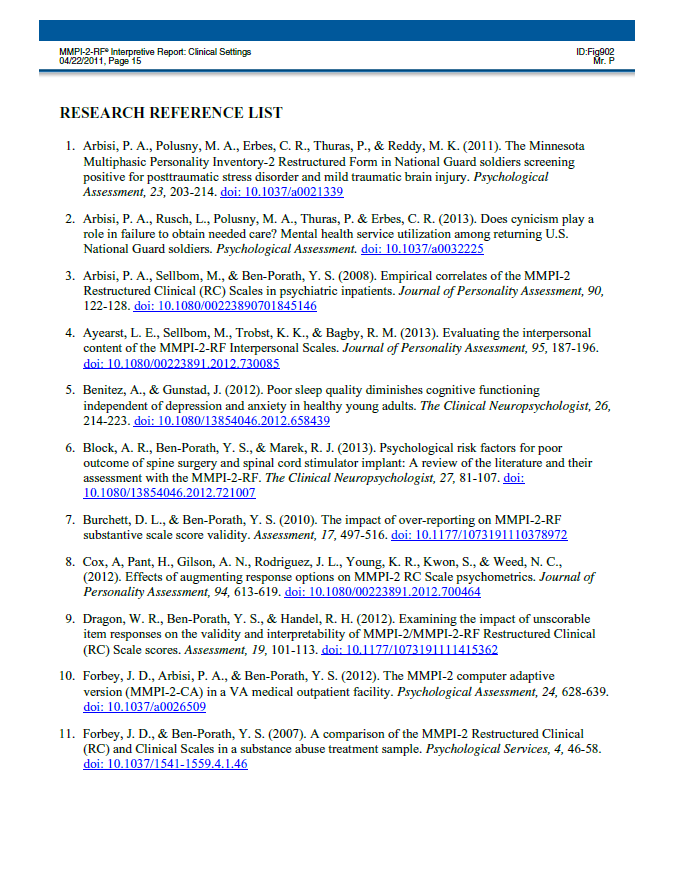 MMPI-2-RF® Interpretive Report: Clinical Settings ID:Fig902
04/22/2011, Page 15 Mr. P
RESEARCH REFERENCE LIST
1. Arbisi, P. A., Polusny, M. A., Erbes, C. R., Thuras, P., & Reddy, M. K. (2011). The Minnesota
Multiphasic Personality Inventory-2 Restructured Form in National Guard soldiers screening
positive for posttraumatic stress disorder and mild traumatic brain injury. Psychological
Assessment, 23, 203-214. doi: 10.1037/a0021339
2. Arbisi, P. A., Rusch, L., Polusny, M. A., Thuras, P. & Erbes, C. R. (2013). Does cynicism play a
role in failure to obtain needed care? Mental health service utilization among returning U.S.
National Guard soldiers. Psychological Assessment. doi: 10.1037/a0032225
3. Arbisi, P. A., Sellbom, M., & Ben-Porath, Y. S. (2008). Empirical correlates of the MMPI-2
Restructured Clinical (RC) Scales in psychiatric inpatients. Journal of Personality Assessment, 90,
122-128. doi: 10.1080/00223890701845146
4. Ayearst, L. E., Sellbom, M., Trobst, K. K., & Bagby, R. M. (2013). Evaluating the interpersonal
content of the MMPI-2-RF Interpersonal Scales. Journal of Personality Assessment, 95, 187-196.
doi: 10.1080/00223891.2012.730085
5. Benitez, A., & Gunstad, J. (2012). Poor sleep quality diminishes cognitive functioning
independent of depression and anxiety in healthy young adults. The Clinical Neuropsychologist, 26,
214-223. doi: 10.1080/13854046.2012.658439
6. Block, A. R., Ben-Porath, Y. S., & Marek, R. J. (2013). Psychological risk factors for poor
outcome of spine surgery and spinal cord stimulator implant: A review of the literature and their
assessment with the MMPI-2-RF. The Clinical Neuropsychologist, 27, 81-107. doi:
10.1080/13854046.2012.721007
7. Burchett, D. L., & Ben-Porath, Y. S. (2010). The impact of over-reporting on MMPI-2-RF
substantive scale score validity. Assessment, 17, 497-516. doi: 10.1177/1073191110378972
8. Cox, A, Pant, H., Gilson, A. N., Rodriguez, J. L., Young, K. R., Kwon, S., & Weed, N. C.,
(2012). Effects of augmenting response options on MMPI-2 RC Scale psychometrics. Journal of
Personality Assessment, 94, 613-619. doi: 10.1080/00223891.2012.700464
9. Dragon, W. R., Ben-Porath, Y. S., & Handel, R. H. (2012). Examining the impact of unscorable
item responses on the validity and interpretability of MMPI-2/MMPI-2-RF Restructured Clinical
(RC) Scale scores. Assessment, 19, 101-113. doi: 10.1177/1073191111415362
10. Forbey, J. D., Arbisi, P. A., & Ben-Porath, Y. S. (2012). The MMPI-2 computer adaptive
version (MMPI-2-CA) in a VA medical outpatient facility. Psychological Assessment, 24, 628-639.
doi: 10.1037/a0026509
11. Forbey, J. D., & Ben-Porath, Y. S. (2007). A comparison of the MMPI-2 Restructured Clinical
(RC) and Clinical Scales in a substance abuse treatment sample. Psychological Services, 4, 46-58.
doi: 10.1037/1541-1559.4.1.46